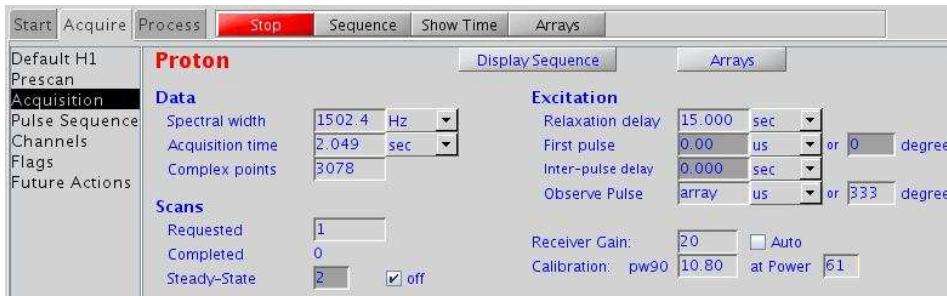 Start Acquire Process Stop Sequence Show Time Arrays
Default H1
Prescan
Acquisition
Pulse Sequence
Channels
Flags
Future Actions
Proton Display Sequence Arrays
Data
Spectral width 1502.4 Hz
Acquisition time 2.049 sec
Complex points 3078
Scans
Requested 1
Completed 0
Steady-State 2 off
Excitation
Relaxation delay 15.000 sec
First pulse 0.00 us or 0 degree
Inter-pulse delay 0.000 sec
Observe Pulse array us or 333 degree
Receiver Gain: 20 Auto
Calibration: pw90 10.80 at Power 61